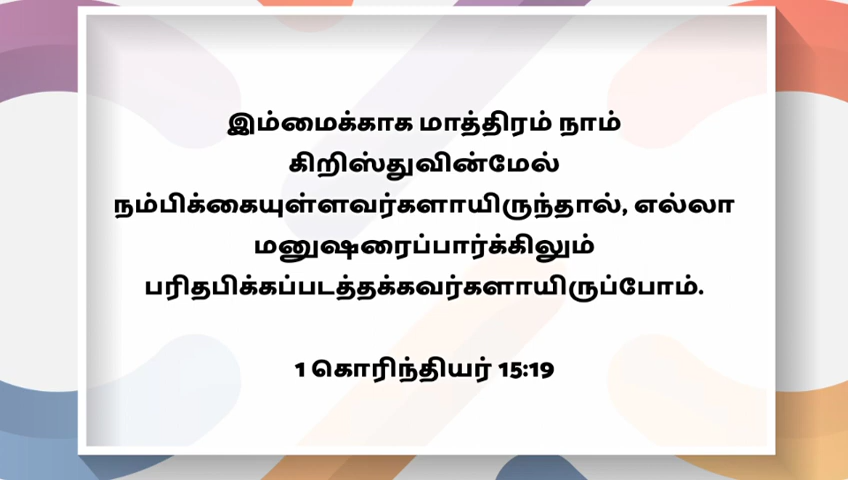 இம்மைக்காக மாத்திரம் நாம்
கிறிஸ்துவின்மேல்
நம்பிக்கையுள்ளவர்களாயிருந்தால், எல்லா
மனுஷரைப்பார்க்கிலும்
பரிதபிக்கப்படத்தக்கவர்களாயிருப்போம்.
1 கொரிந்தியர் 15:19